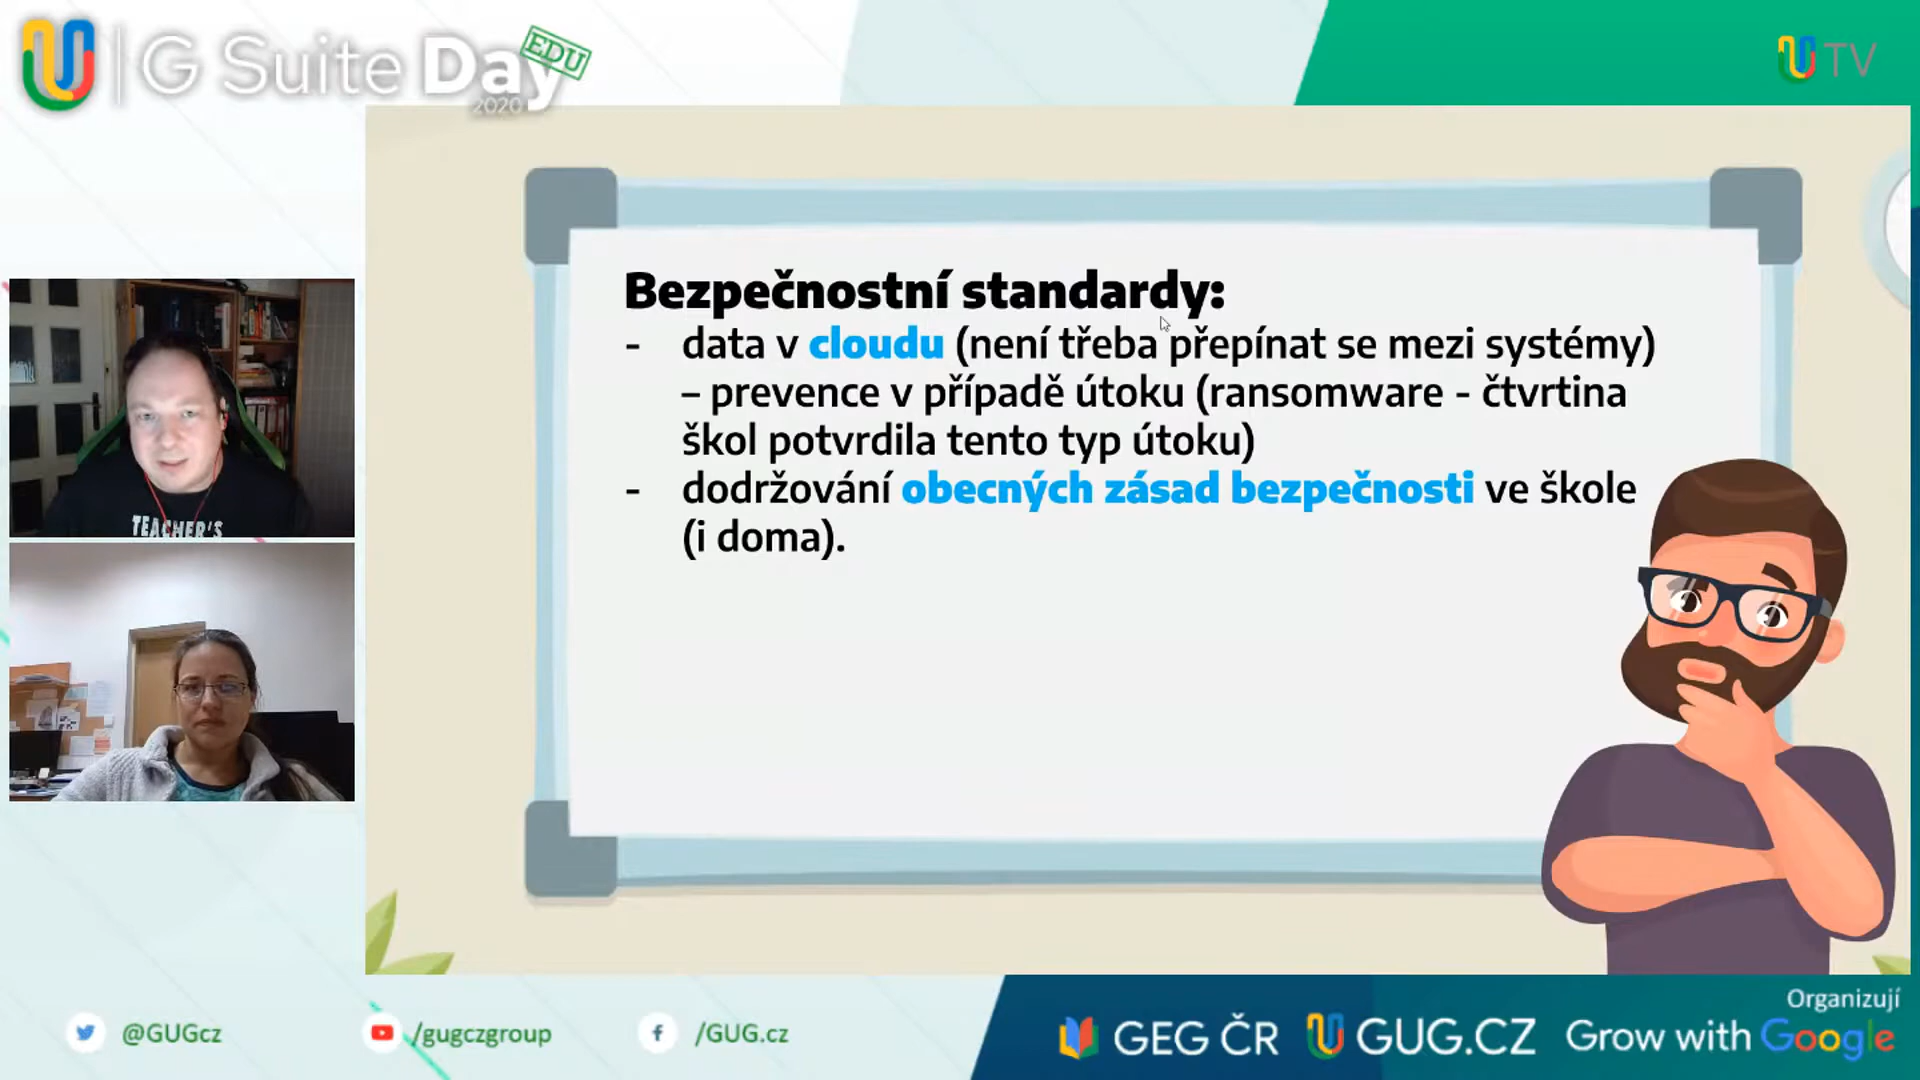 G Suite Day
EDU
2020
TV
Bezpečnostní standardy:
- data v cloudu (není třeba přepínat se mezi systémy)
– prevence v případě útoku (ransomware - čtvrtina
škol potvrdila tento typ útoku)
- dodržování obecných zásad bezpečnosti ve škole
(i doma).
TEACHER'S
@GUGcz
/gugczgroup
/GUG.cz
Organizují
GEG ČR
GUG.CZ
Grow with Google